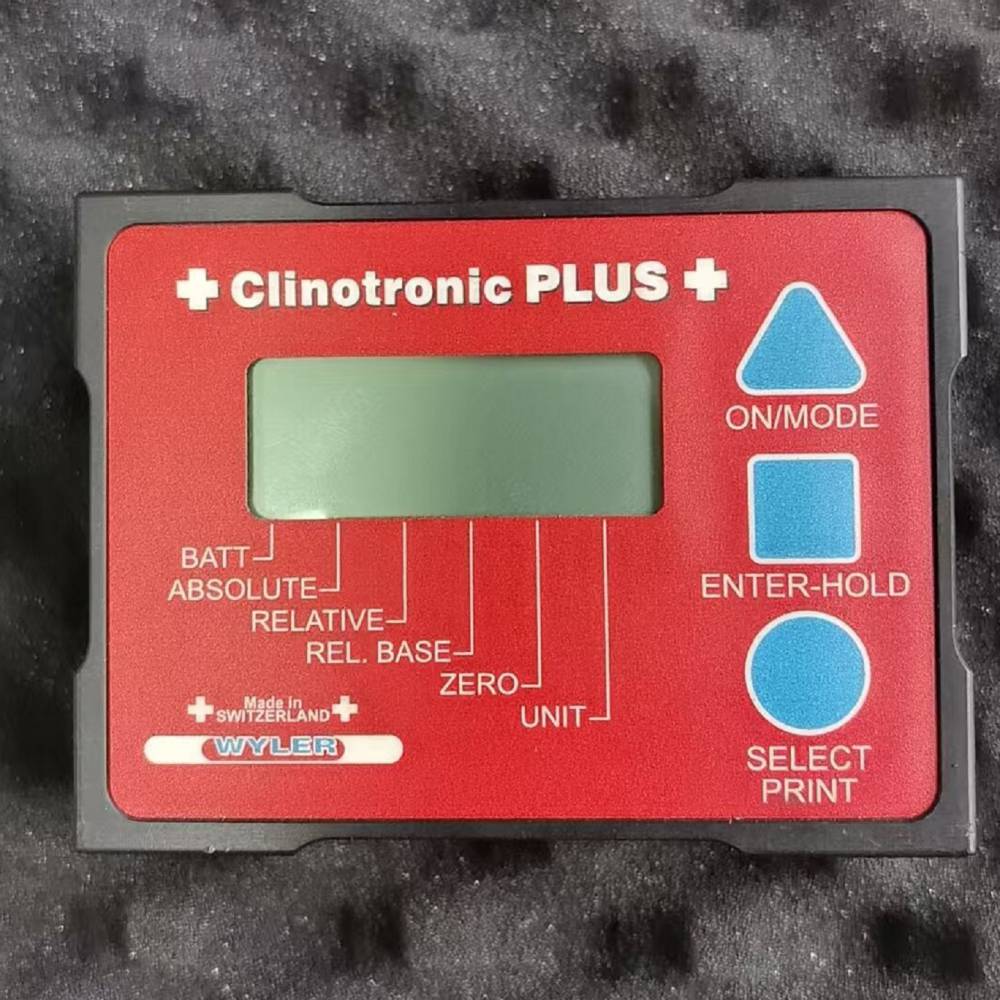 Clinotronic PLUS
ON/MODE
ENTER-HOLD
BATT
ABSOLUTE
RELATIVE
REL. BASE
ZERO
UNIT
Made in
SWITZERLAND
WYLER
SELECT
PRINT